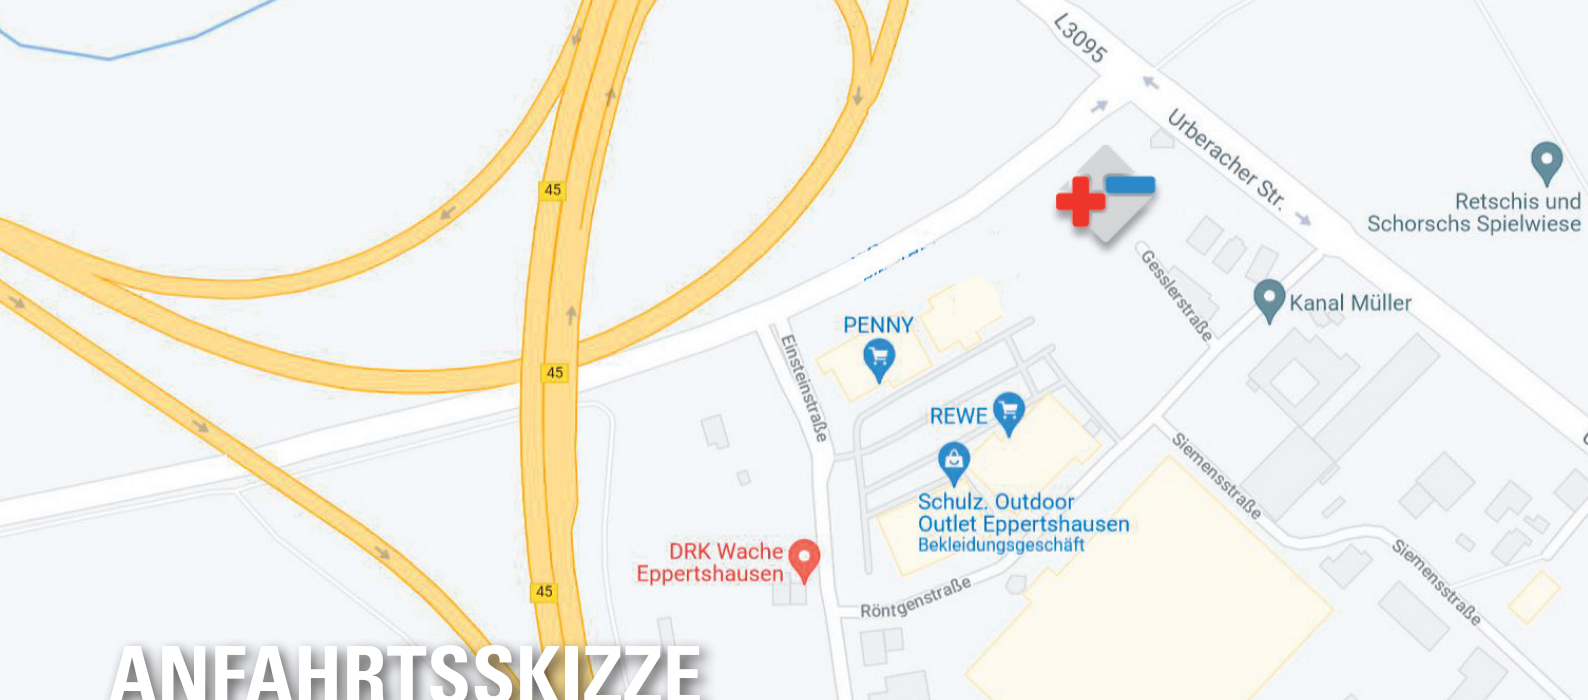 L3095
Urberacher Str.
45
Retschis und
Schorschs Spielwiese
Gesslerstraße
Kanal Müller
PENNY
Einsteinstraße
45
REWE
Siemensstraße
Schulz. Outdoor
Outlet Eppertshausen
Bekleidungsgeschäft
DRK Wache
Eppertshausen
Siemensstraße
45
Röntgenstraße
ANFAHRTSSKIZZE